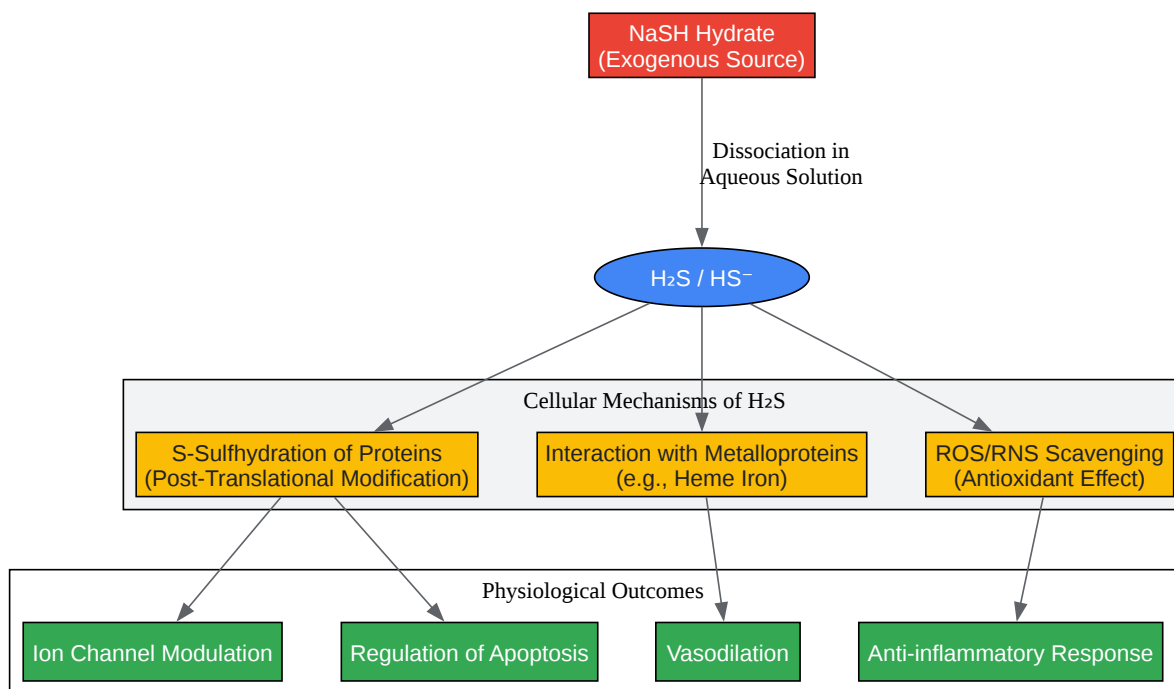 NaSH Hydrate
(Exogenous Source)
Dissociation in
Aqueous Solution
H₂S / HS⁻
Cellular Mechanisms of H₂S
S-Sulfhydration of Proteins
(Post-Translational Modification)
Interaction with Metalloproteins
(e.g., Heme Iron)
ROS/RNS Scavenging
(Antioxidant Effect)
Physiological Outcomes
Ion Channel Modulation
Regulation of Apoptosis
Vasodilation
Anti-inflammatory Response